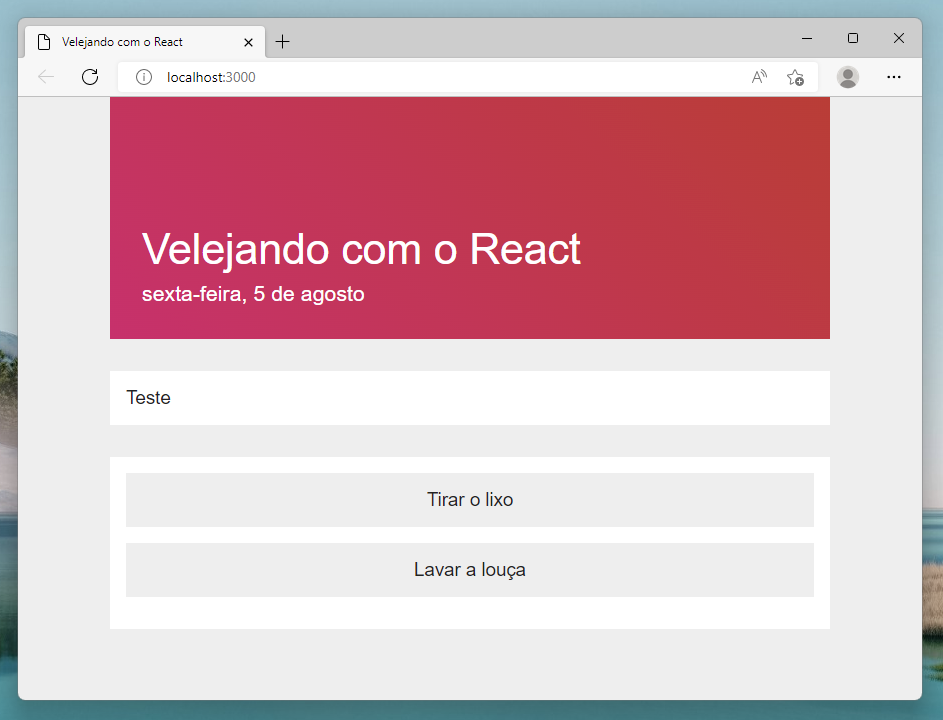 Velejando com o React
localhost:3000
Velejando com o React
sexta-feira, 5 de agosto
Teste
Tirar o lixo
Lavar a louça